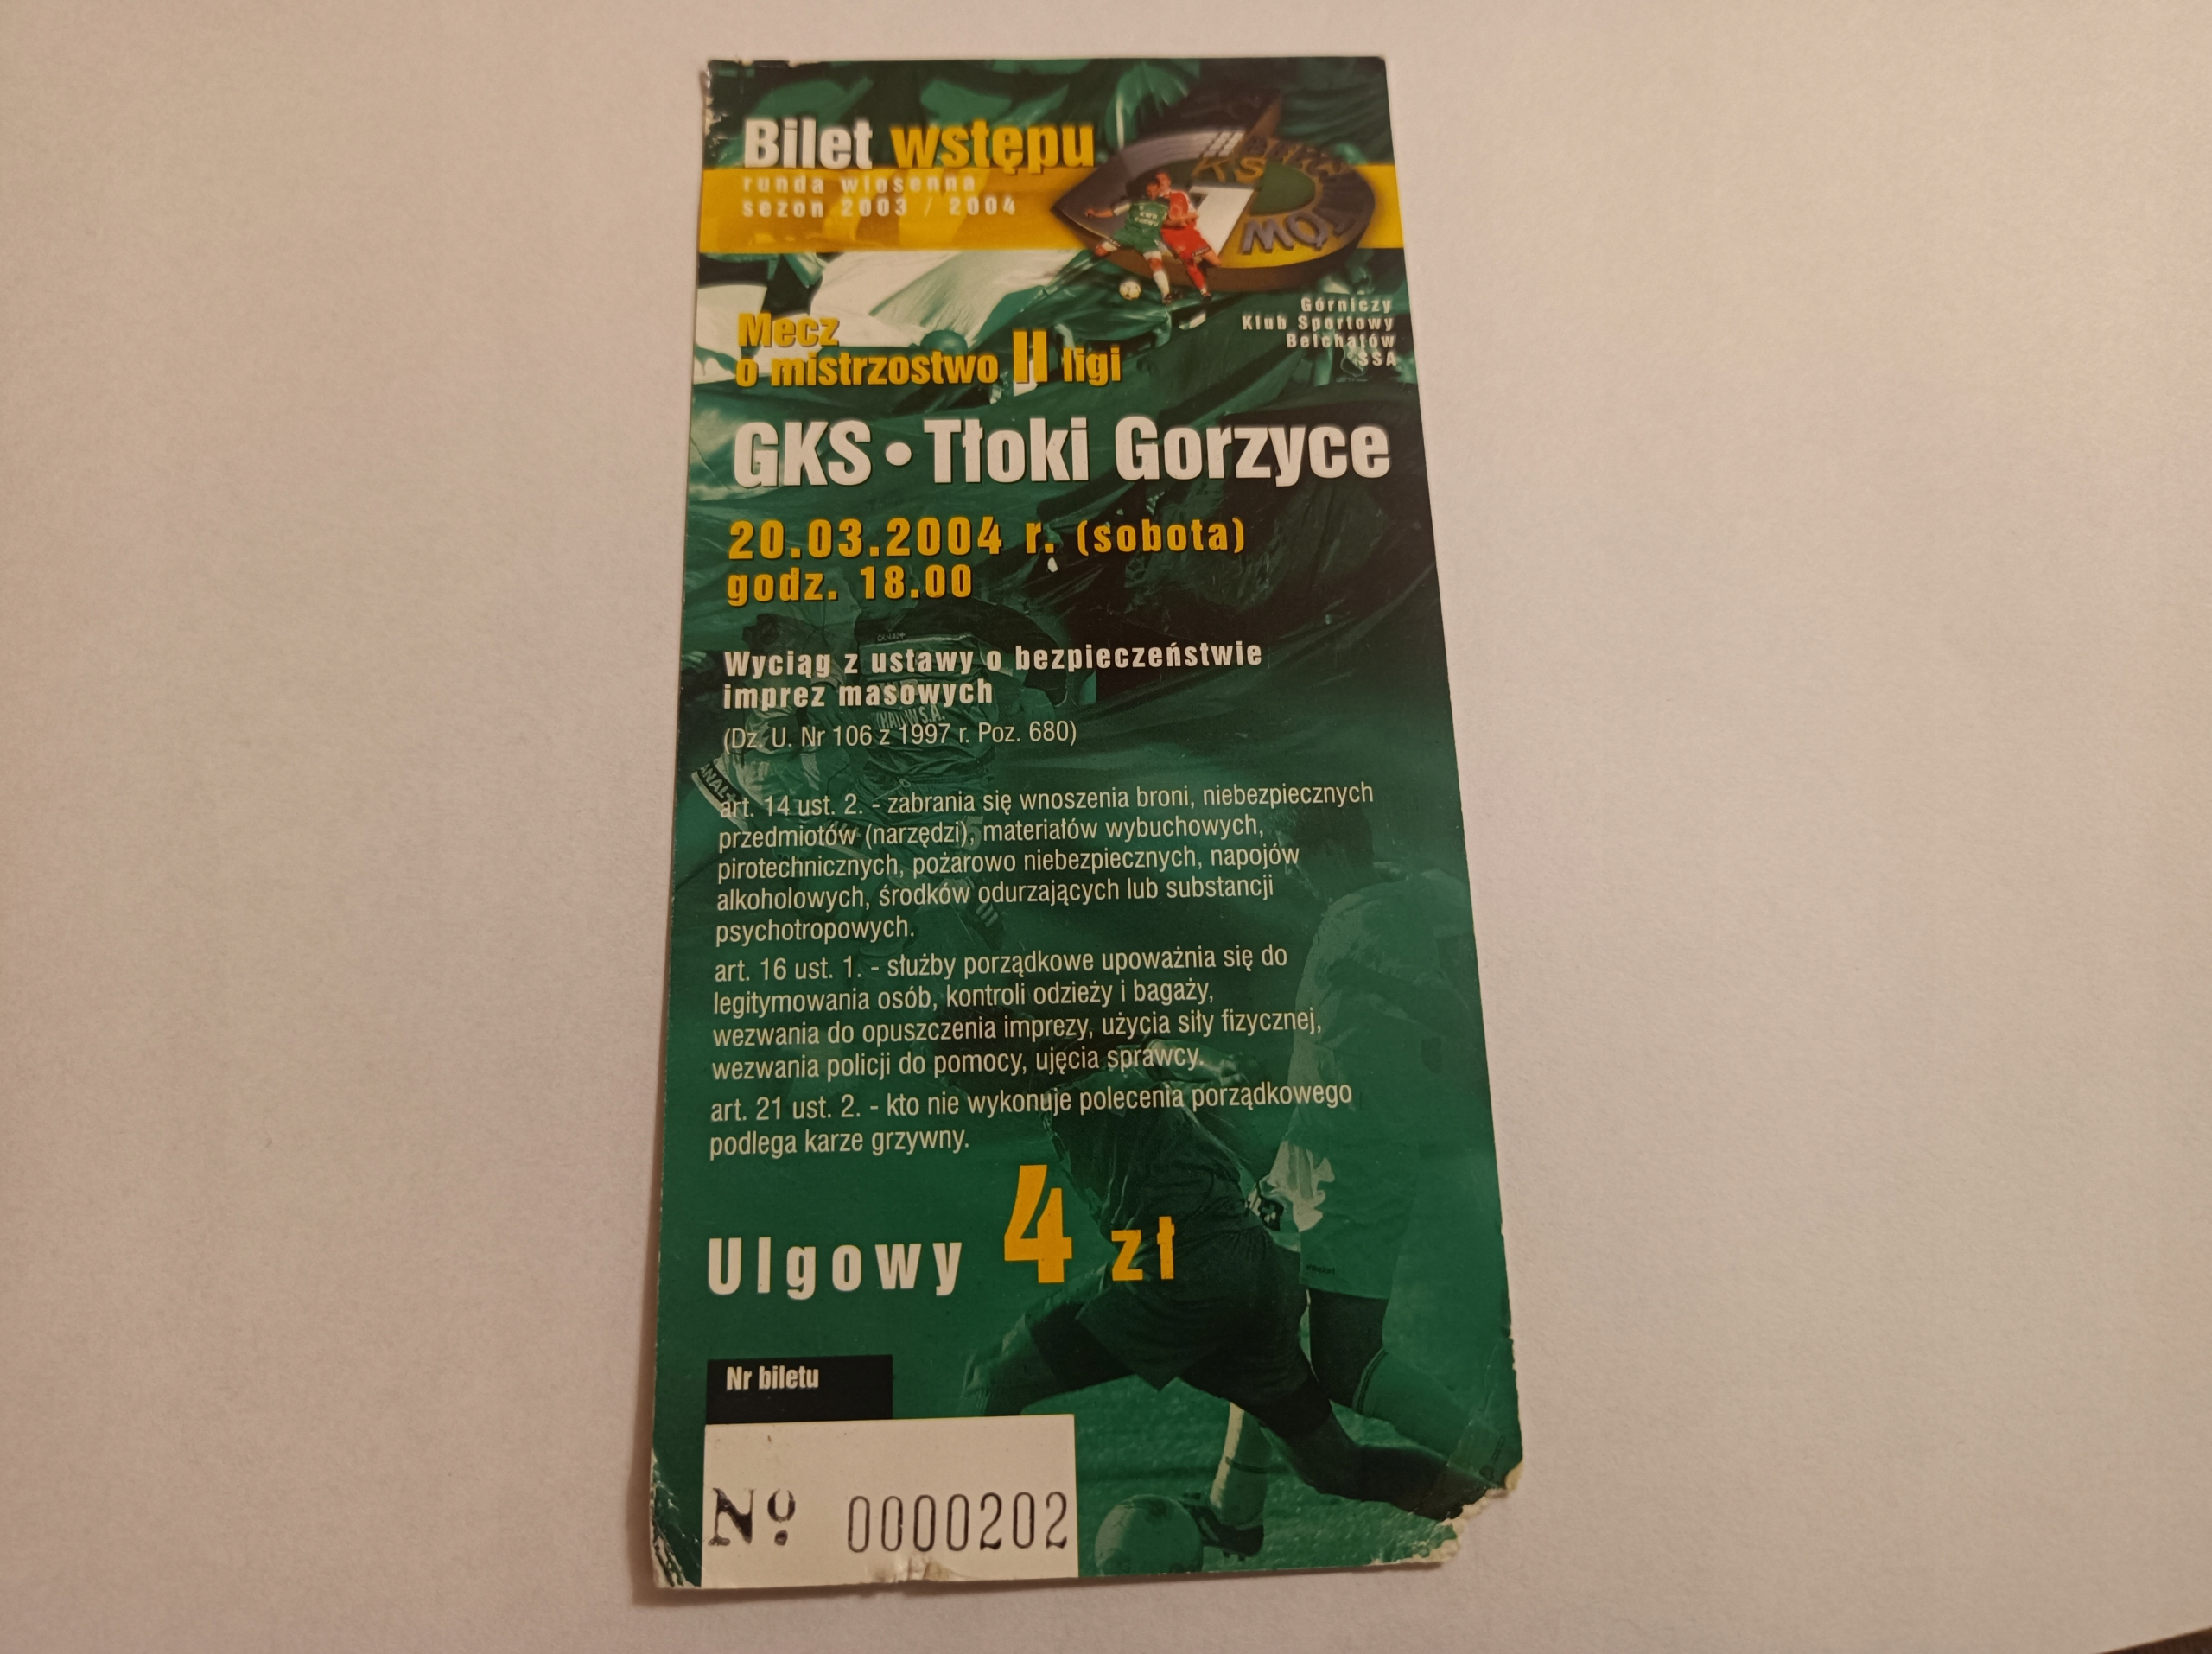 Bilet wstępu
runda wiosenna
sezon 2003 / 2004
KS
Górniczy
Klub Sportowy
Bełchatów
SSA
Mecz
o mistrzostwo II ligi
GKS • Tłoki Gorzyce
20.03.2004 r. (sobota)
godz. 18.00
Wyciąg z ustawy o bezpieczeństwie
imprez masowych
(Dz. U. Nr 106 z 1997 r. Poz. 680)
art. 14 ust. 2. - zabrania się wnoszenia broni, niebezpiecznych
przedmiotów (narzędzi), materiałów wybuchowych,
pirotechnicznych, pożarowo niebezpiecznych, napojów
alkoholowych, środków odurzających lub substancji
psychotropowych.
art. 16 ust. 1. - służby porządkowe upoważnia się do
legitymowania osób, kontroli odzieży i bagaży,
wezwania do opuszczenia imprezy, użycia siły fizycznej,
wezwania policji do pomocy, ujęcia sprawcy.
art. 21 ust. 2. - kto nie wykonuje polecenia porządkowego
podlega karze grzywny.
Ulgowy 4 zł
Nr biletu
Nº 0000202